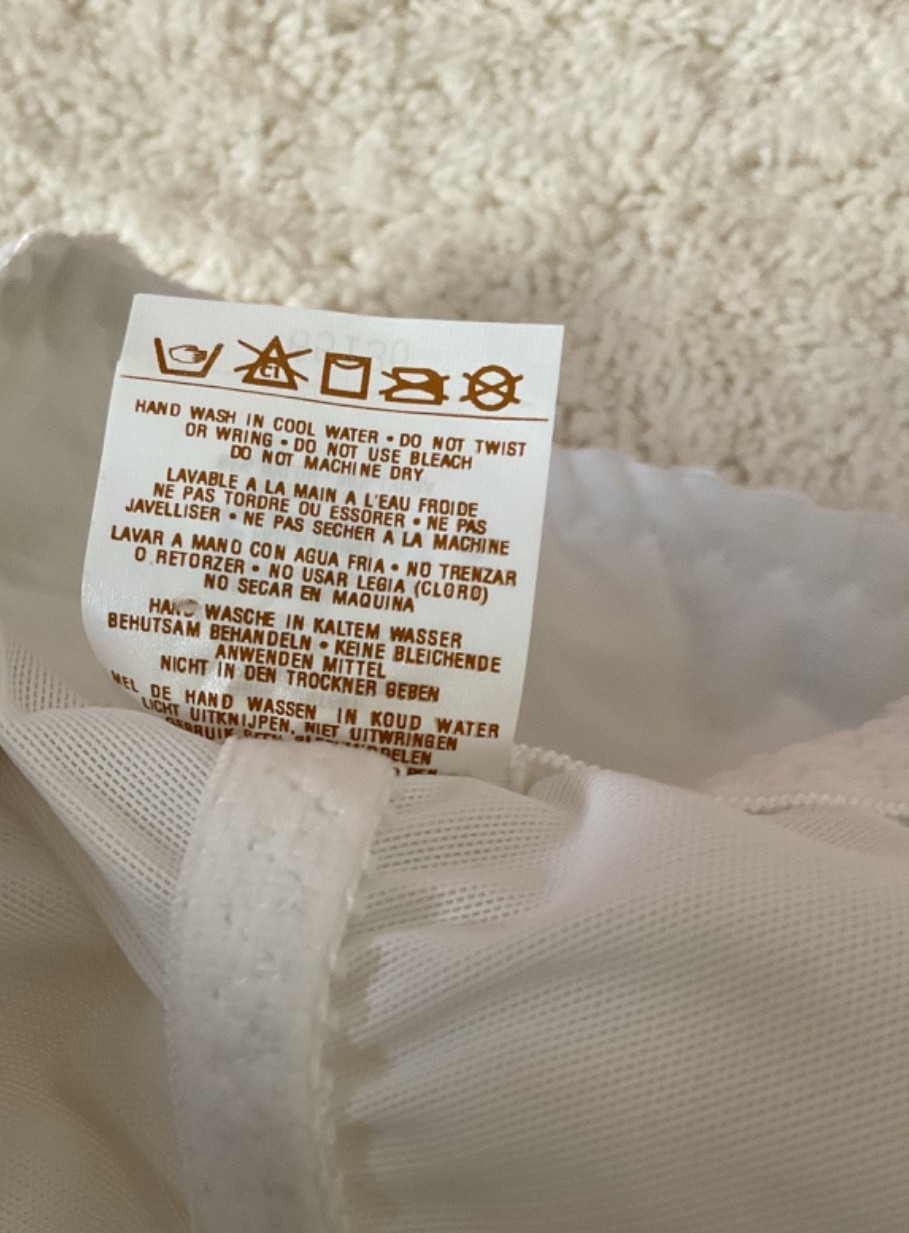 CL
HAND WASH IN COOL WATER • DO NOT TWIST
OR WRING • DO NOT USE BLEACH
DO NOT MACHINE DRY
LAVABLE A LA MAIN A L'EAU FROIDE
NE PAS TORDRE OU ESSORER • NE PAS
JAVELLISER • NE PAS SECHER A LA MACHINE
LAVAR A MANO CON AGUA FRIA • NO TRENZAR
O RETORZER • NO USAR LEGIA (CLORO)
NO SECAR EN MAQUINA
HAND WASCHE IN KALTEM WASSER
BEHUTSAM BEHANDELN • KEINE BLEICHENDE
ANWENDEN MITTEL
NICHT IN DEN TROCKNER GEBEN
DE HAND WASSEN IN KOUD WATER
LICHT UITKNIJPEN, NIET UITWRINGEN